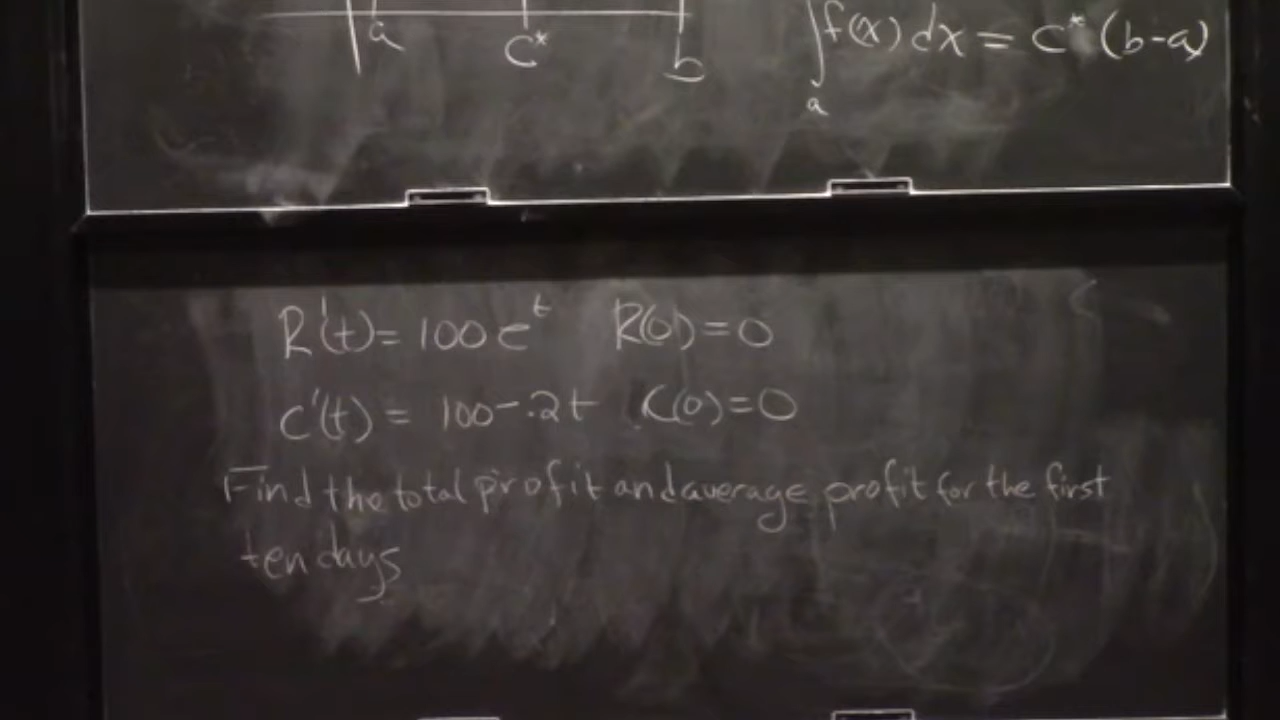 a
C*
b
∫ f(x) dx = C* (b-a)
a
R'(t) = 100e^t R(0) = 0
C'(t) = 100 - .2t C(0) = 0
Find the total profit and average profit for the first
ten days